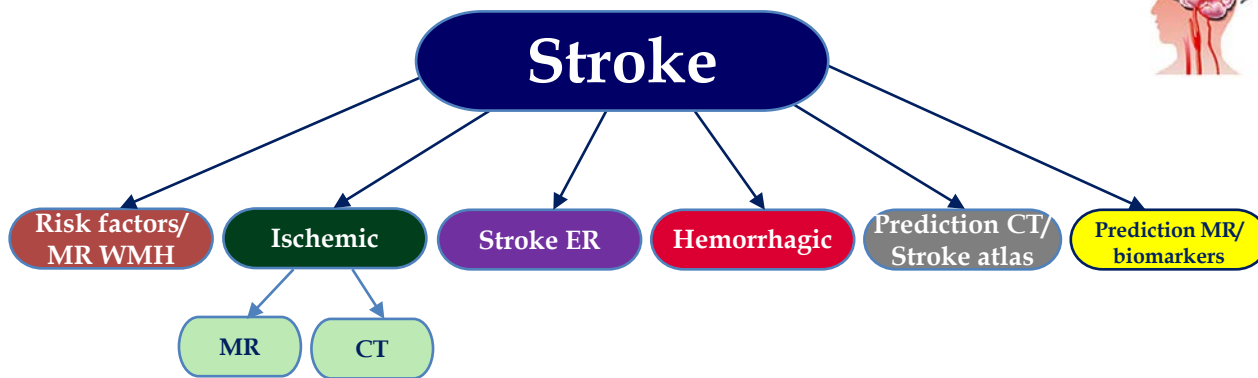 Stroke
Risk factors/
MR WMH
Ischemic
Stroke ER
Hemorrhagic
Prediction CT/
Stroke atlas
Prediction MR/
biomarkers
MR
CT